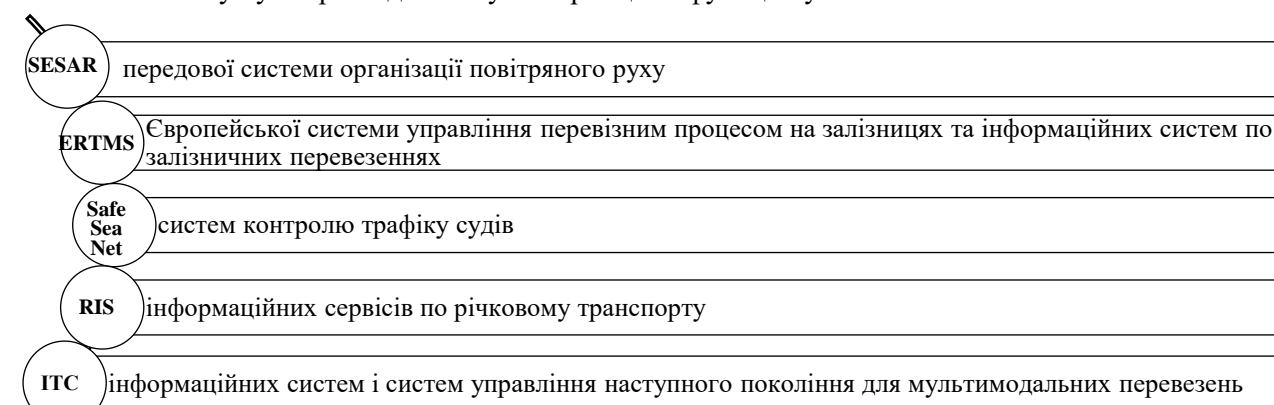 SESAR
передової системи організації повітряного руху
ERTMS
Європейської системи управління перевізним процесом на залізницях та інформаційних систем по
залізничних перевезеннях
Safe
Sea
Net
систем контролю трафіку судів
RIS
інформаційних сервісів по річковому транспорту
ITC
інформаційних систем і систем управління наступного покоління для мультимодальних перевезень